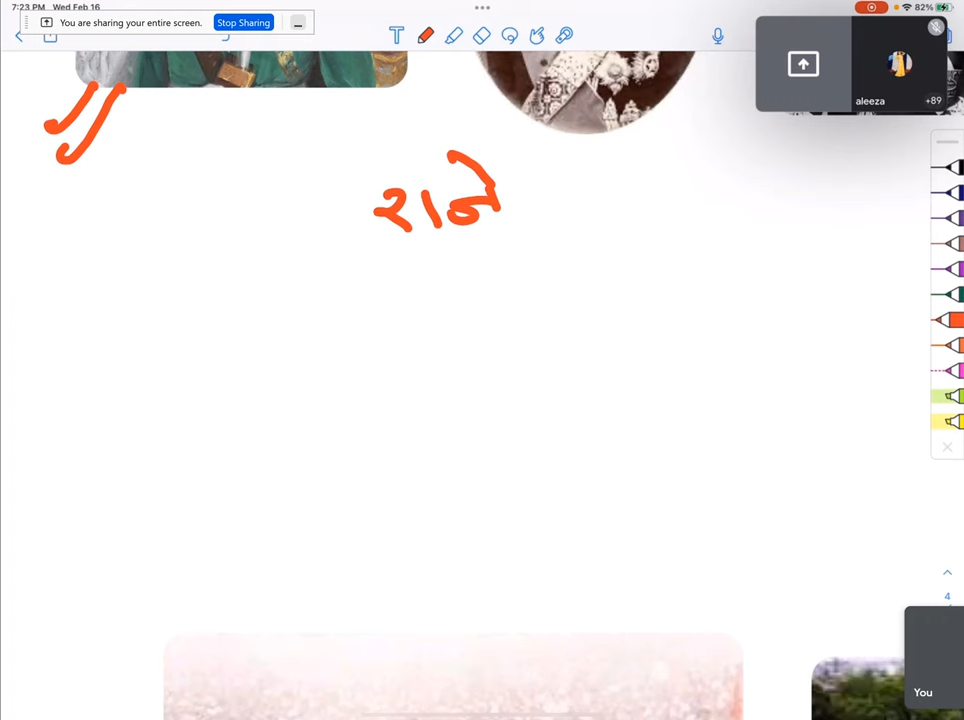 7:23 PM Wed Feb 16
82%
You are sharing your entire screen.
Stop Sharing
T
aleeza
+89
4
You